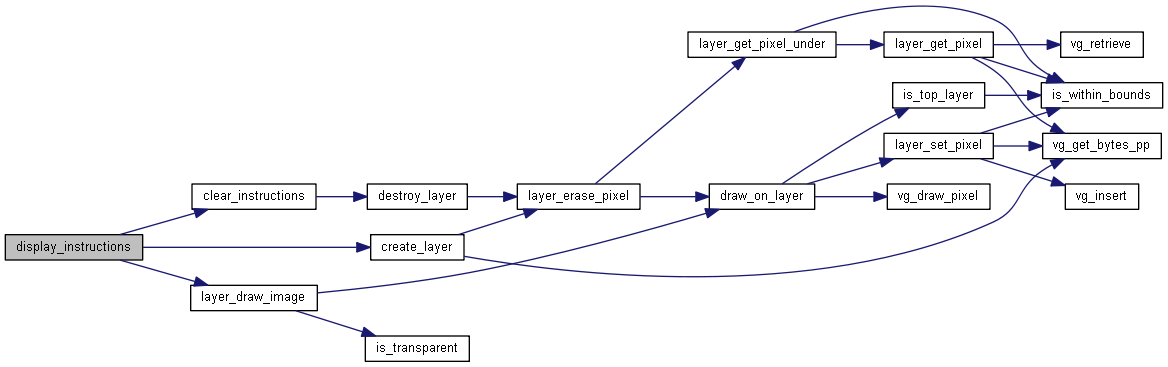 display_instructions
clear_instructions
create_layer
layer_draw_image
destroy_layer
is_transparent
layer_erase_pixel
layer_get_pixel_under
draw_on_layer
layer_get_pixel
is_top_layer
layer_set_pixel
vg_draw_pixel
vg_retrieve
is_within_bounds
vg_get_bytes_pp
vg_insert